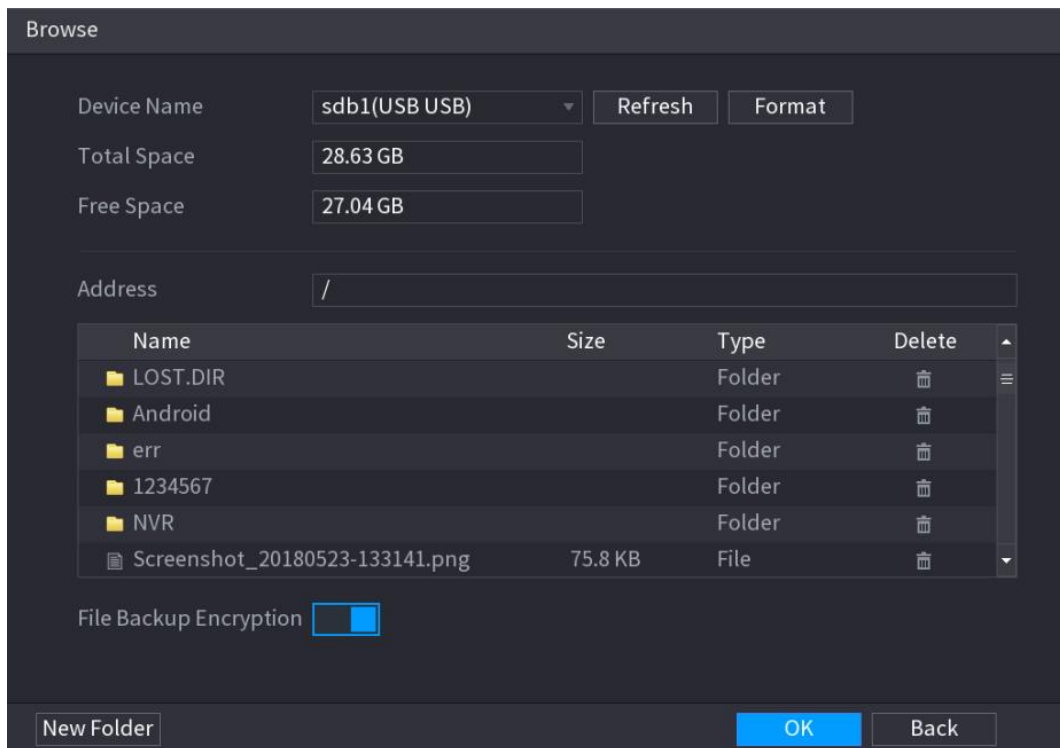 Browse
Device Name sdb1(USB USB) Refresh Format
Total Space 28.63 GB
Free Space 27.04 GB
Address /
Name Size Type Delete
LOST.DIR Folder
Android Folder
err Folder
1234567 Folder
NVR Folder
Screenshot_20180523-133141.png 75.8 KB File
File Backup Encryption
New Folder OK Back